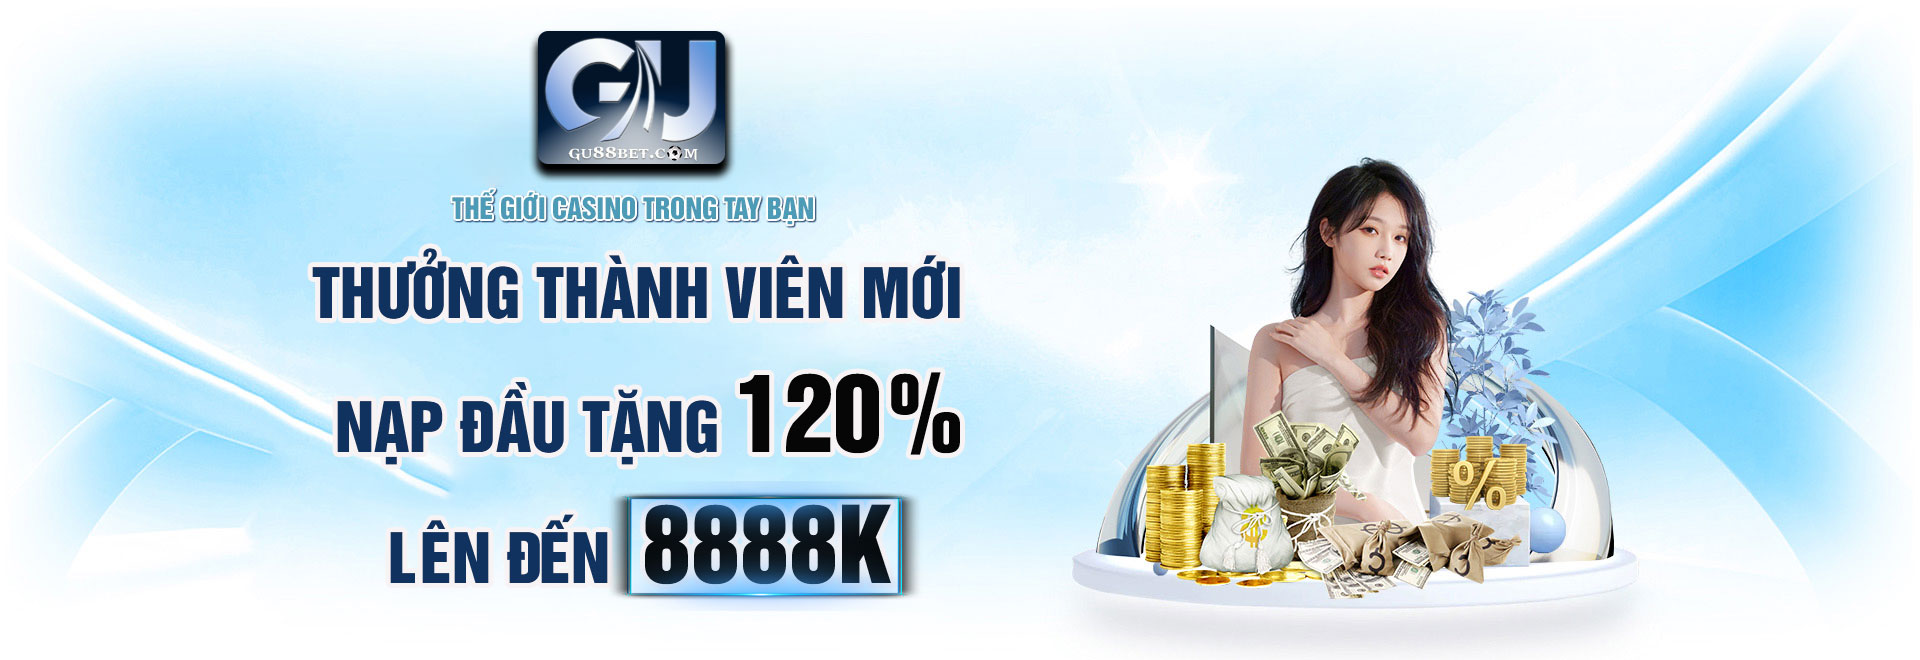 GU
GU88BET.COM
THẾ GIỚI CASINO TRONG TAY BẠN
THƯỞNG THÀNH VIÊN MỚI
NẠP ĐẦU TẶNG 120%
LÊN ĐẾN 8888K
%